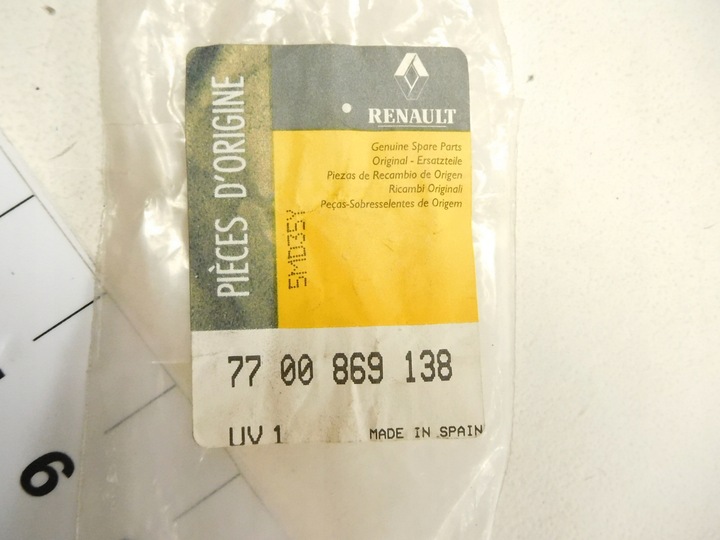 PIÈCES D'ORIGINE
RENAULT
Genuine Spare Parts
Original - Ersatzteile
Piezas de Recambio de Origen
Ricambi Originali
Peças-Sobresselentes de Origem
77 00 869 138
UV 1
MADE IN SPAIN
6